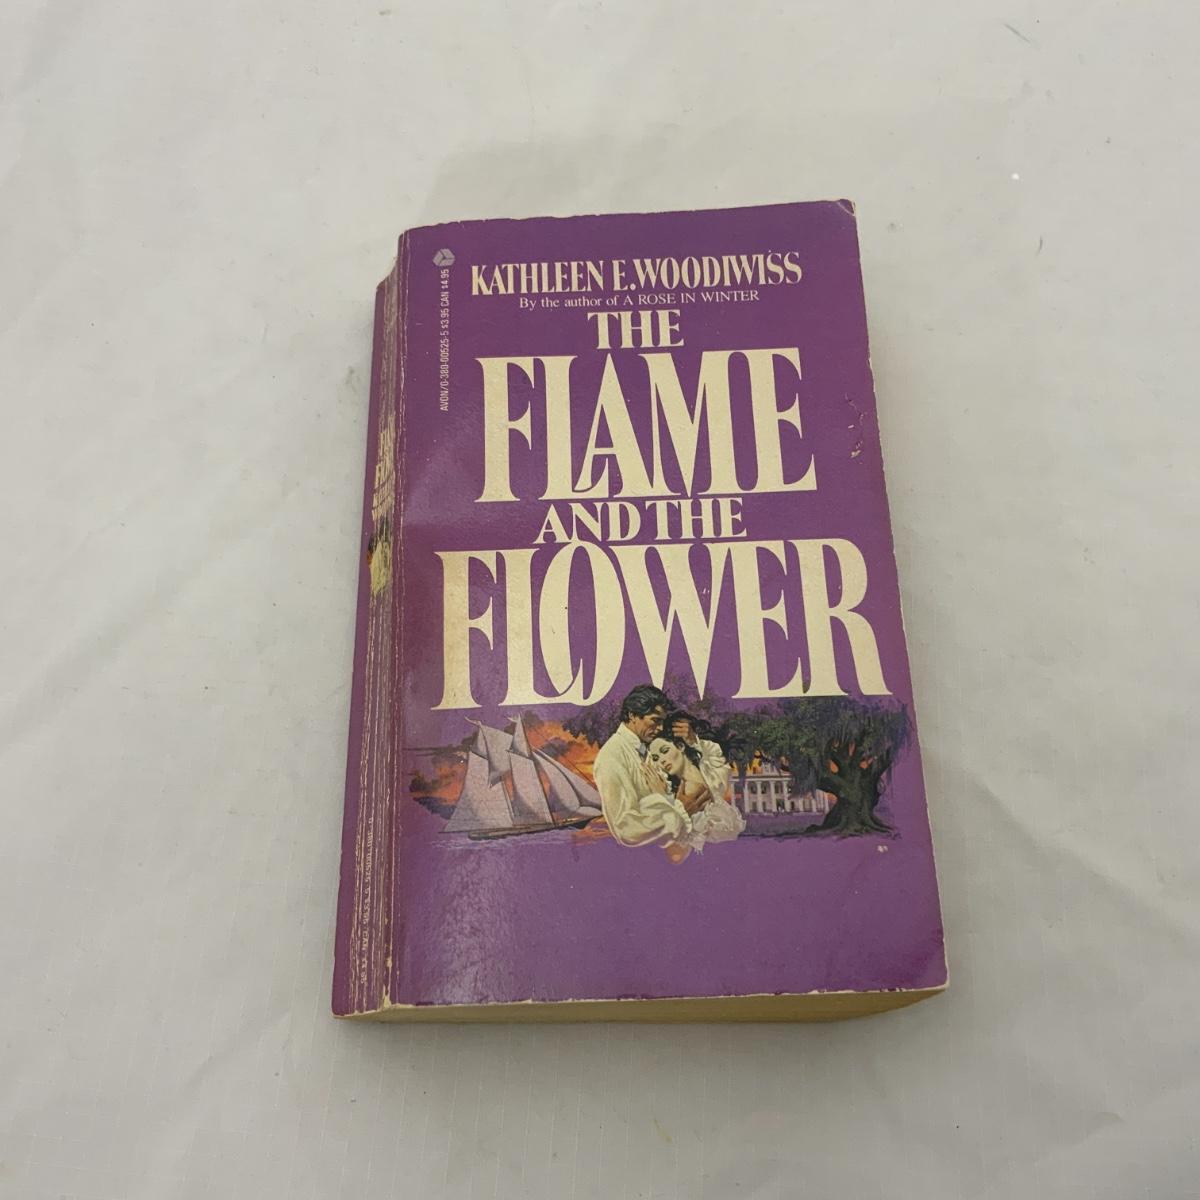 KATHLEEN E. WOODIWISS
By the author of A ROSE IN WINTER
THE
FLAME
AND THE
FLOWER
AVON/0-380-00525-5 $3.95 CAN $4.95